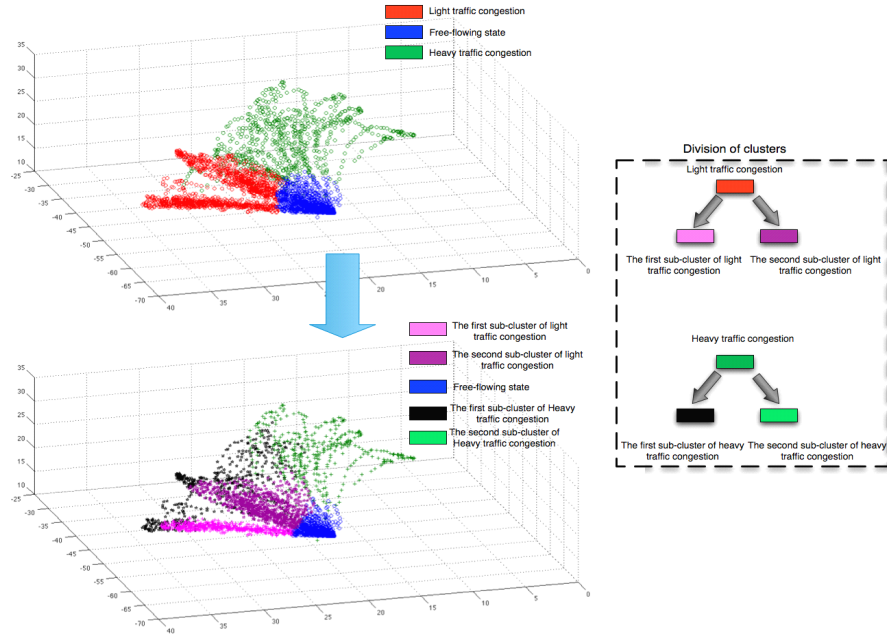 Light traffic congestion
Free-flowing state
Heavy traffic congestion
35
30
25
20
15
10
-25
-30
-35
-40
-45
-50
-55
-60
-65
-70
40
35
30
25
20
15
10
5
0
The first sub-cluster of light
traffic congestion
The second sub-cluster of light
traffic congestion
Free-flowing state
The first sub-cluster of Heavy
traffic congestion
The second sub-cluster of
Heavy traffic congestion
35
30
25
20
15
10
-25
-30
-35
-40
-45
-50
-55
-60
-65
-70
40
35
30
25
20
15
10
5
0
Division of clusters
Light traffic congestion
The first sub-cluster of light
traffic congestion
The second sub-cluster of light
traffic congestion
Heavy traffic congestion
The first sub-cluster of heavy
traffic congestion
The second sub-cluster of heavy
traffic congestion